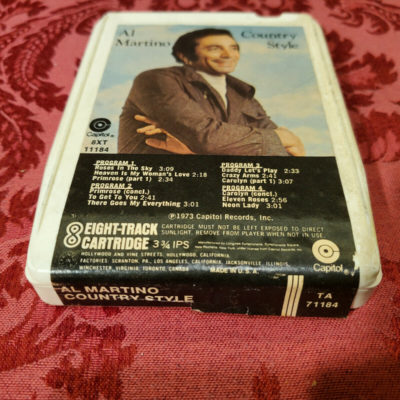 Al Martino
Country Style
Capitol®
8XT
11184
PROGRAM 1
Roses In The Sky 3:09
Heaven Is My Woman's Love 2:18
Primrose (part 1) 2:34
PROGRAM 2
Primrose (concl.)
To Get To You 2:41
There Goes My Everything 3:01
PROGRAM 3
Daddy Let's Play 2:33
Crazy Arms 2:41
Carolyn (part 1) 3:07
PROGRAM 4
Carolyn (concl.)
Eleven Roses 2:56
Neon Lady 3:01
℗1973 Capitol Records, Inc.
8 EIGHT-TRACK
CARTRIDGE 3¾ IPS
CARTRIDGE MUST NOT BE LEFT EXPOSED TO DIRECT
SUNLIGHT. REMOVE FROM PLAYER WHEN NOT IN USE.
HOLLYWOOD AND VINE STREETS, HOLLYWOOD, CALIFORNIA.
FACTORIES: SCRANTON, PA., LOS ANGELES, CALIFORNIA, JACKSONVILLE, ILLINOIS,
WINCHESTER, VIRGINIA; TORONTO, CANADA
MADE IN U.S.A.
Capitol®
AL MARTINO
COUNTRY STYLE
TA
71184